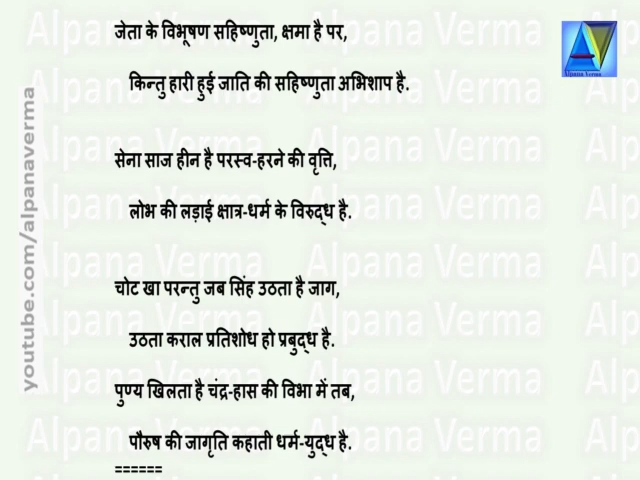 जेता के विभूषण सहिष्णुता, क्षमा है पर,
किन्तु हारी हुई जाति की सहिष्णुता अभिशाप है.
सेना साज हीन है परस्व-हरने की वृत्ति,
लोभ की लड़ाई क्षात्र-धर्म के विरुद्ध है.
चोट खा परन्तु जब सिंह उठता है जाग,
उठता कराल प्रतिशोध हो प्रबुद्ध है.
पुण्य खिलता है चंद्र-हास की विभा में तब,
पौरुष की जागृति कहाती धर्म-युद्ध है.
======
youtube.com/alpanaverma
Alpana Verma